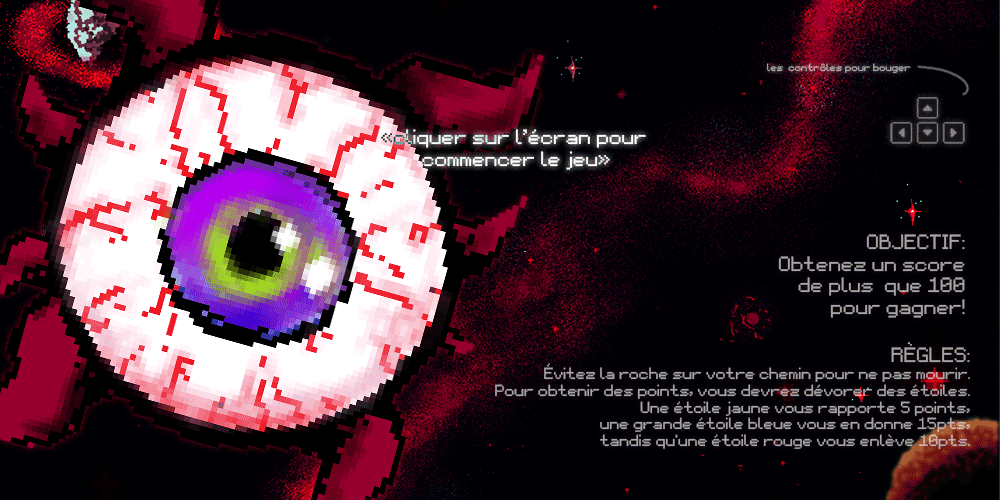 les contrôles pour bouger
«cliquer sur l'écran pour
commencer le jeu»
OBJECTIF:
Obtenez un score
de plus que 100
pour gagner!
RÈGLES:
Évitez la roche sur votre chemin pour ne pas mourir.
Pour obtenir des points, vous devrez dévorer des étoiles.
Une étoile jaune vous rapporte 5 points,
une grande étoile bleue vous en donne 15pts,
tandis qu'une étoile rouge vous enlève 10pts.